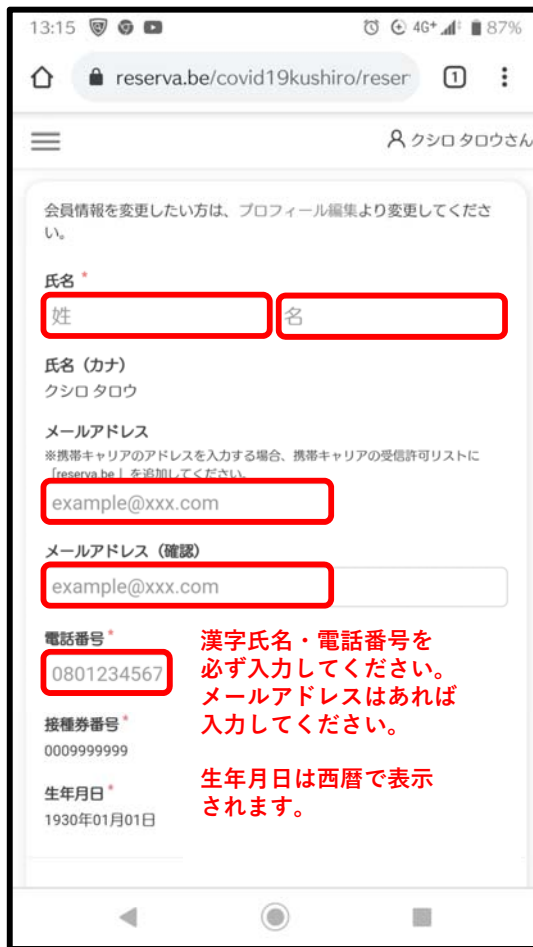 13:15 4G+ 87%
reserva.be/covid19kushiro/reser 1
クシロ タロウさん
会員情報を変更したい方は、プロフィール編集より変更してくださ
い。
氏名 *
姓 名
氏名（カナ）
クシロ タロウ
メールアドレス
※携帯キャリアのアドレスを入力する場合、携帯キャリアの受信許可リストに
「reserva.be」を追加してください。
example@xxx.com
メールアドレス（確認）
example@xxx.com
電話番号 *
0801234567
漢字氏名・電話番号を
必ず入力してください。
メールアドレスはあれば
入力してください。
接種券番号 *
0009999999
生年月日 *
1930年01月01日
生年月日は西暦で表示
されます。